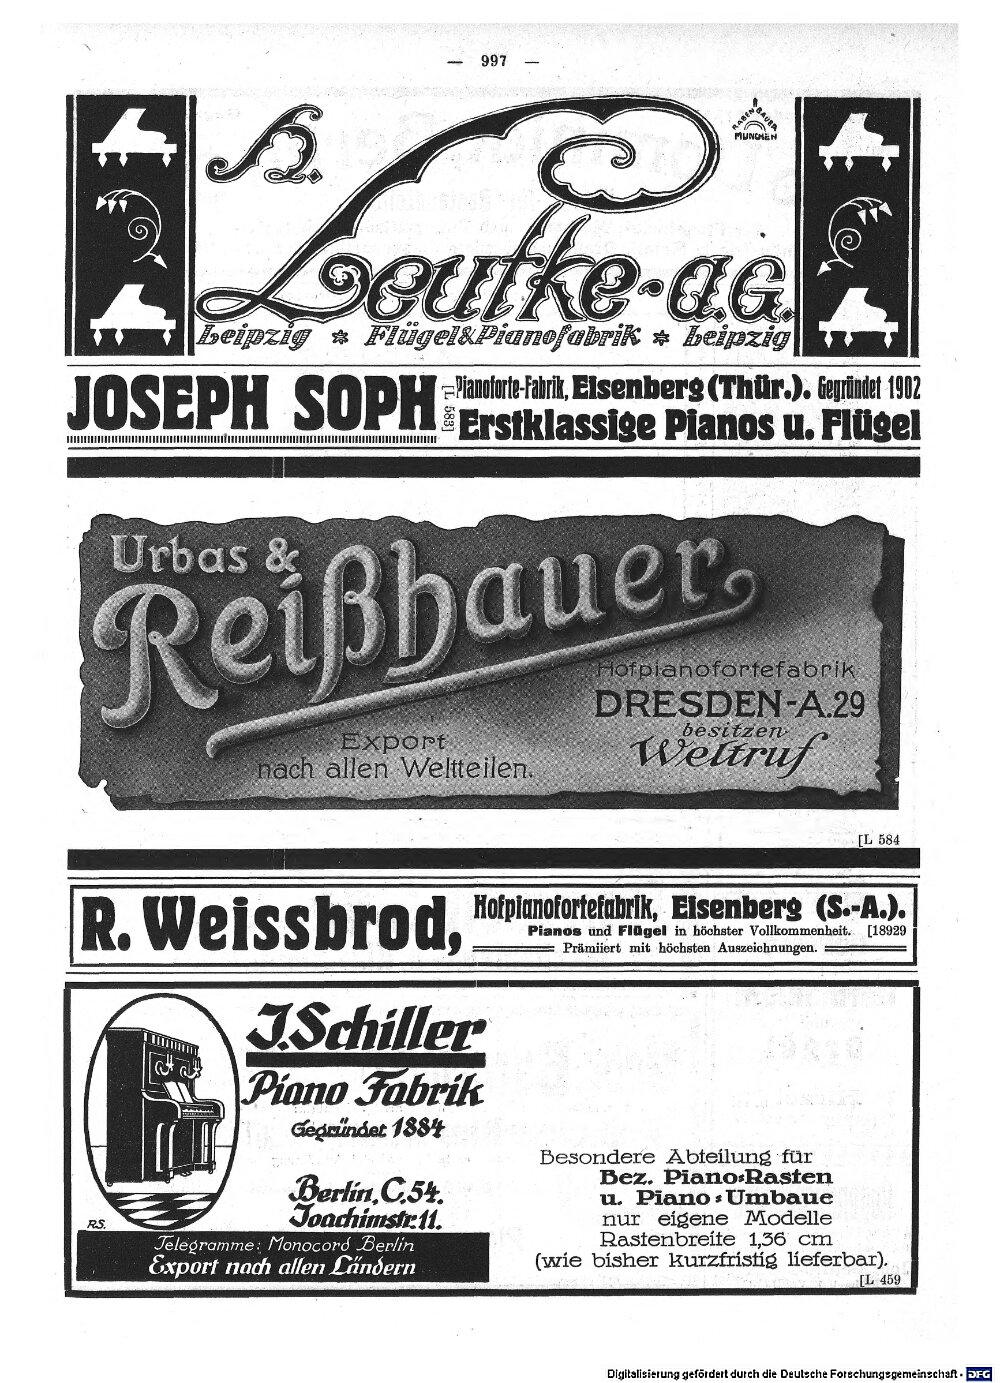 — 997 —
RABENBAUER
MÜNCHEN
H.
Leutke-A.G.
Leipzig * Flügel&Pianofabrik * Leipzig
JOSEPH SOPH
[L 583]
Pianoforte-Fabrik, Eisenberg (Thür.). Gegründet 1902
Erstklassige Pianos u. Flügel
Urbas &
Reißhauer
Hofpianofortefabrik
DRESDEN-A.29
besitzen
Weltruf
Export
nach allen Weltteilen.
[L 584
R. Weissbrod,
Hofpianofortefabrik, Eisenberg (S.-A.).
Pianos und Flügel in höchster Vollkommenheit. [18929
Prämiiert mit höchsten Auszeichnungen.
J. Schiller
Piano Fabrik
Gegründet 1884
Berlin, C. 54.
Joachimstr. 11.
R.S.
Telegramme: Monocord Berlin
Export nach allen Ländern
Besondere Abteilung für
Bez. Piano=Rasten
u. Piano=Umbaue
nur eigene Modelle
Rastenbreite 1,36 cm
(wie bisher kurzfristig lieferbar).
[L 459
Digitalisierung gefördert durch die Deutsche Forschungsgemeinschaft - DFG